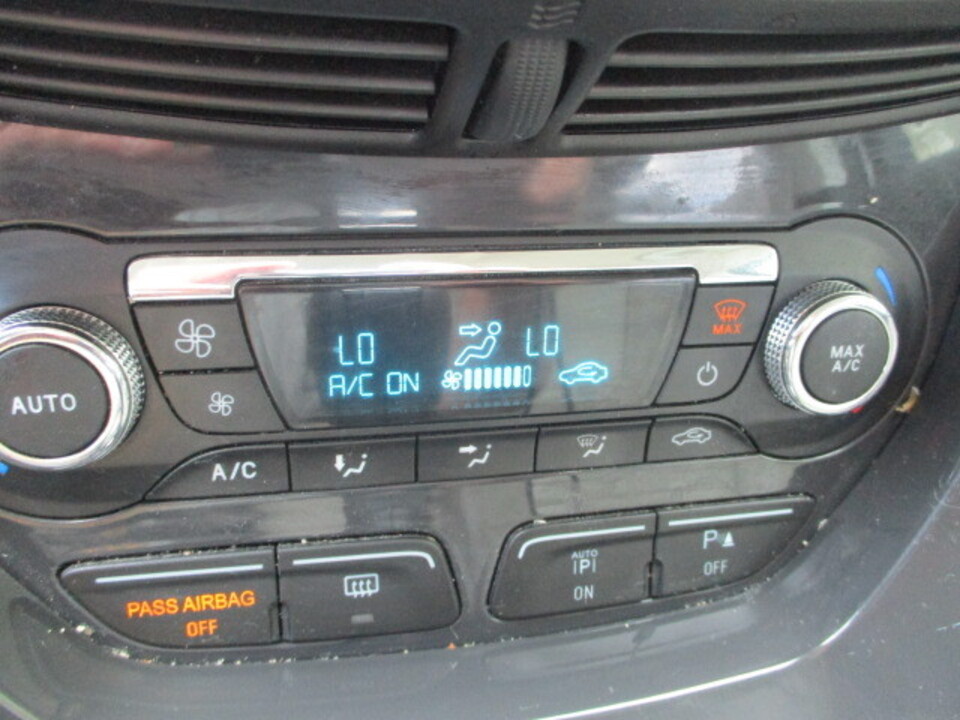 LO LO
A/C ON
MAX
MAX
A/C
AUTO
A/C
PASS AIRBAG
OFF
AUTO
P
ON
P
OFF